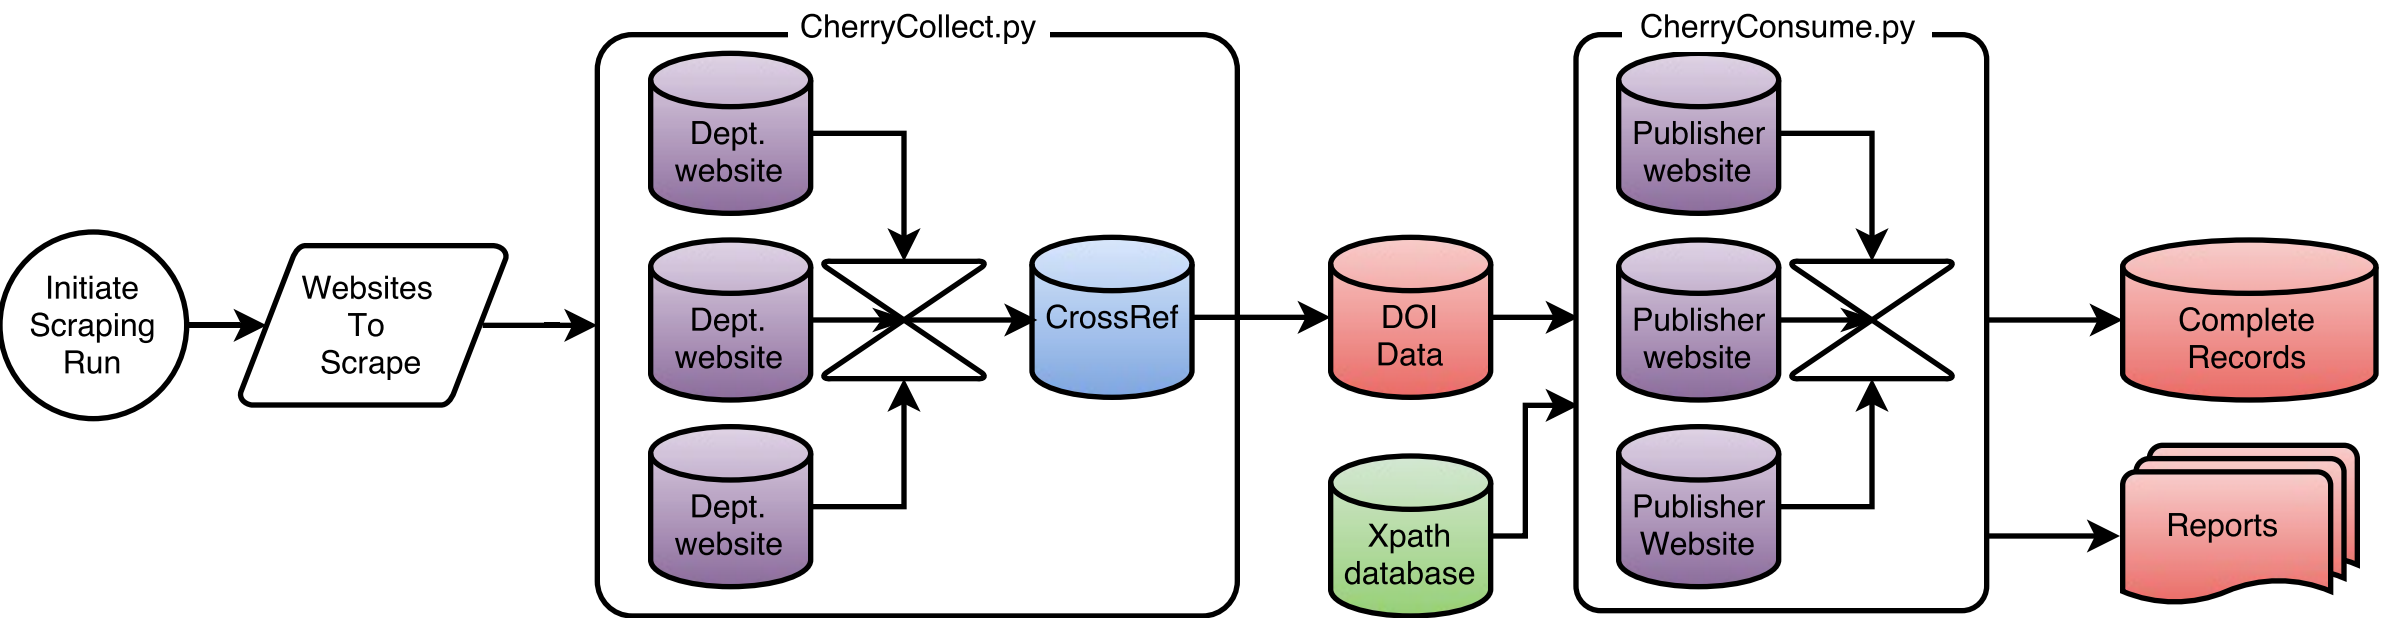 CherryCollect.py
CherryConsume.py
Initiate
Scraping
Run
Websites
To
Scrape
Dept.
website
Dept.
website
Dept.
website
CrossRef
DOI
Data
Xpath
database
Publisher
website
Publisher
website
Publisher
Website
Complete
Records
Reports